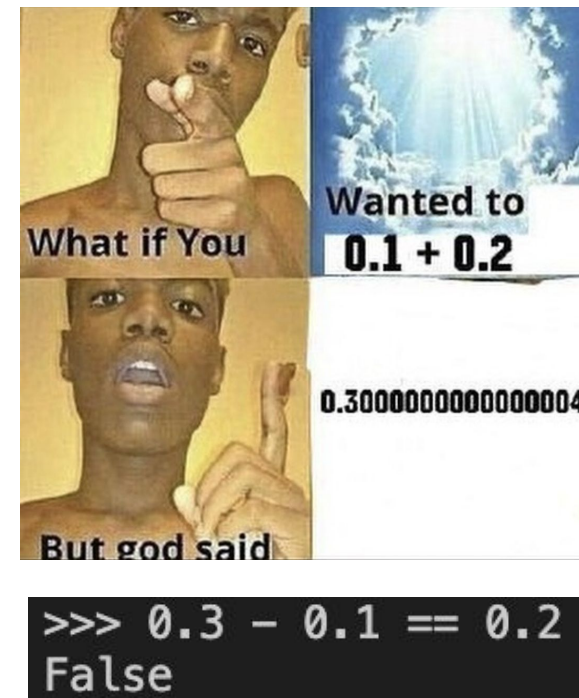 What if You
Wanted to
0.1 + 0.2
But god said
0.3000000000000004
>>> 0.3 - 0.1 == 0.2
False